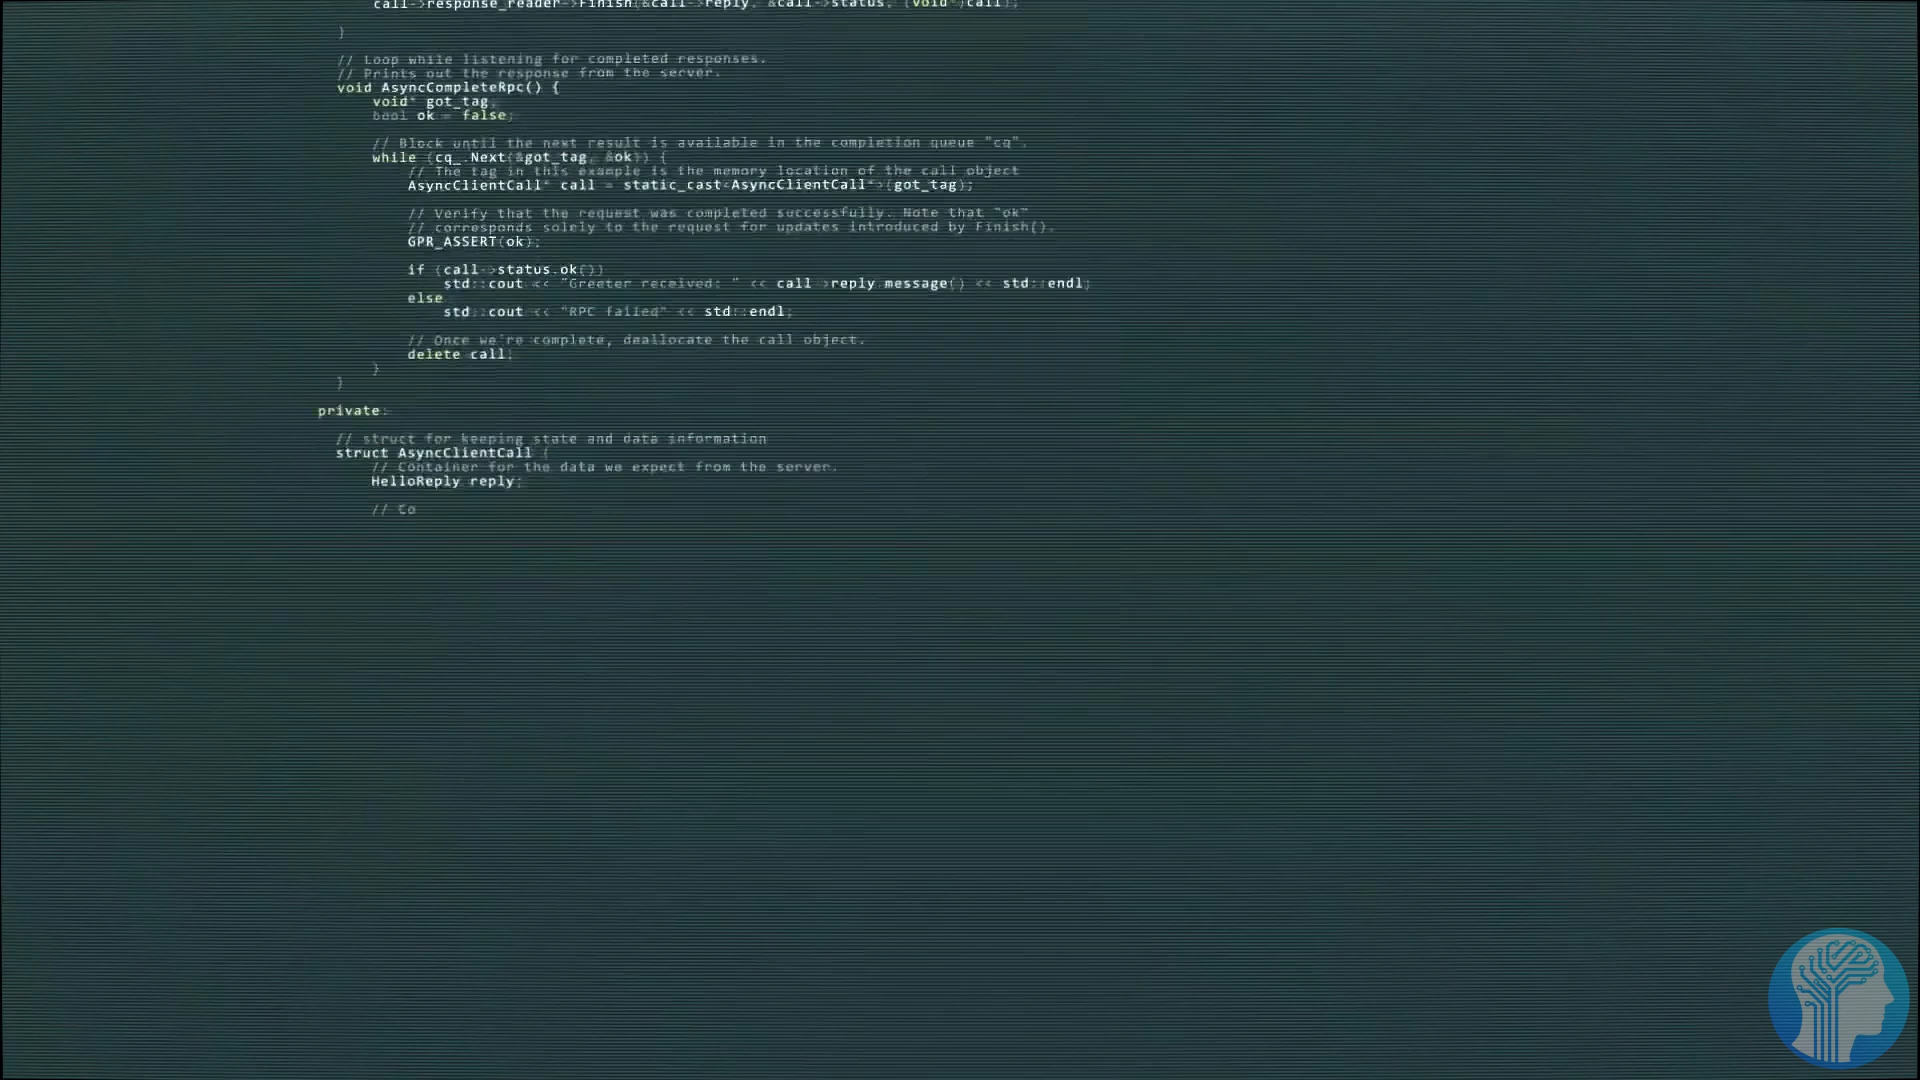 call->response_reader->Finish(&call->reply, &call->status, (void*)call);
}
// Loop while listening for completed responses.
// Prints out the response from the server.
void AsyncCompleteRpc() {
void* got_tag;
bool ok = false;
// Block until the next result is available in the completion queue "cq".
while (cq_.Next(&got_tag, &ok)) {
// The tag in this example is the memory location of the call object
AsyncClientCall* call = static_cast<AsyncClientCall*>(got_tag);
// Verify that the request was completed successfully. Note that "ok"
// corresponds solely to the request for updates introduced by Finish().
GPR_ASSERT(ok);
if (call->status.ok())
std::cout << "Greeter received: " << call->reply.message() << std::endl;
else
std::cout << "RPC failed" << std::endl;
// Once we're complete, deallocate the call object.
delete call;
}
}
private:
// struct for keeping state and data information
struct AsyncClientCall {
// Container for the data we expect from the server.
HelloReply reply;
// Co